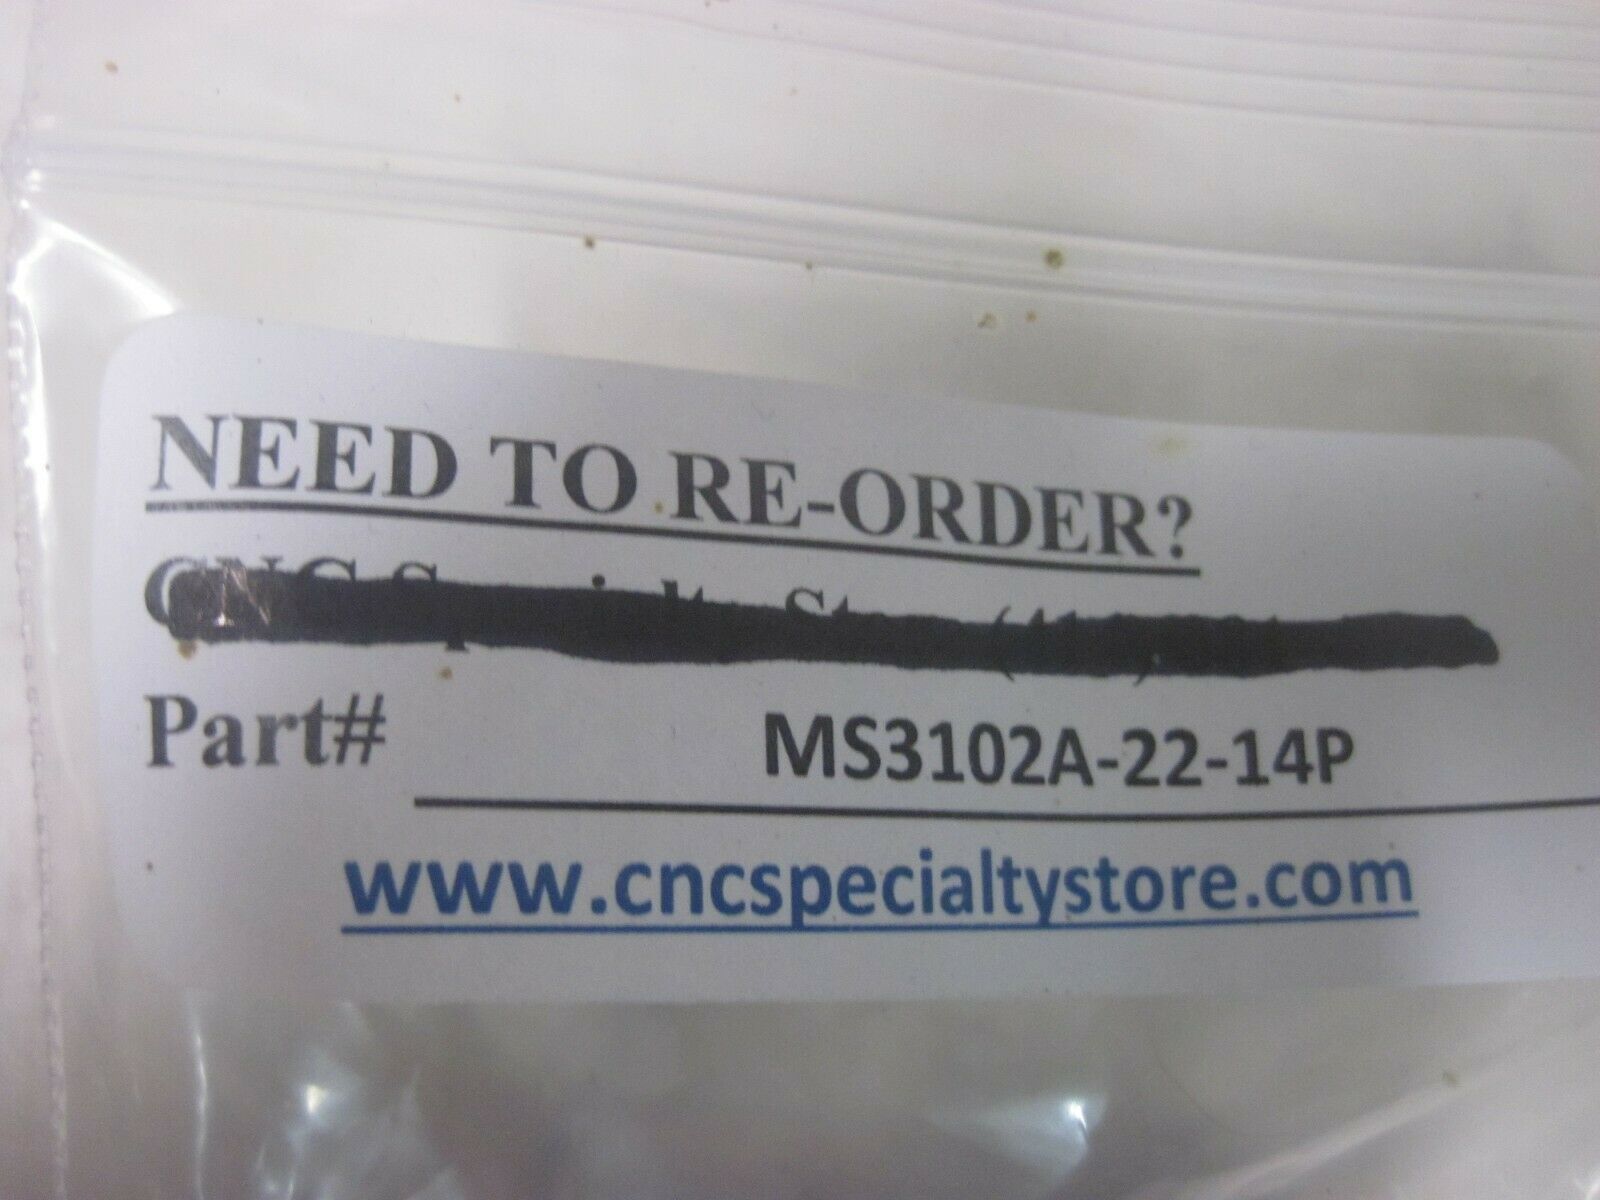 NEED TO RE-ORDER?
Part# MS3102A-22-14P
www.cncspecialtystore.com